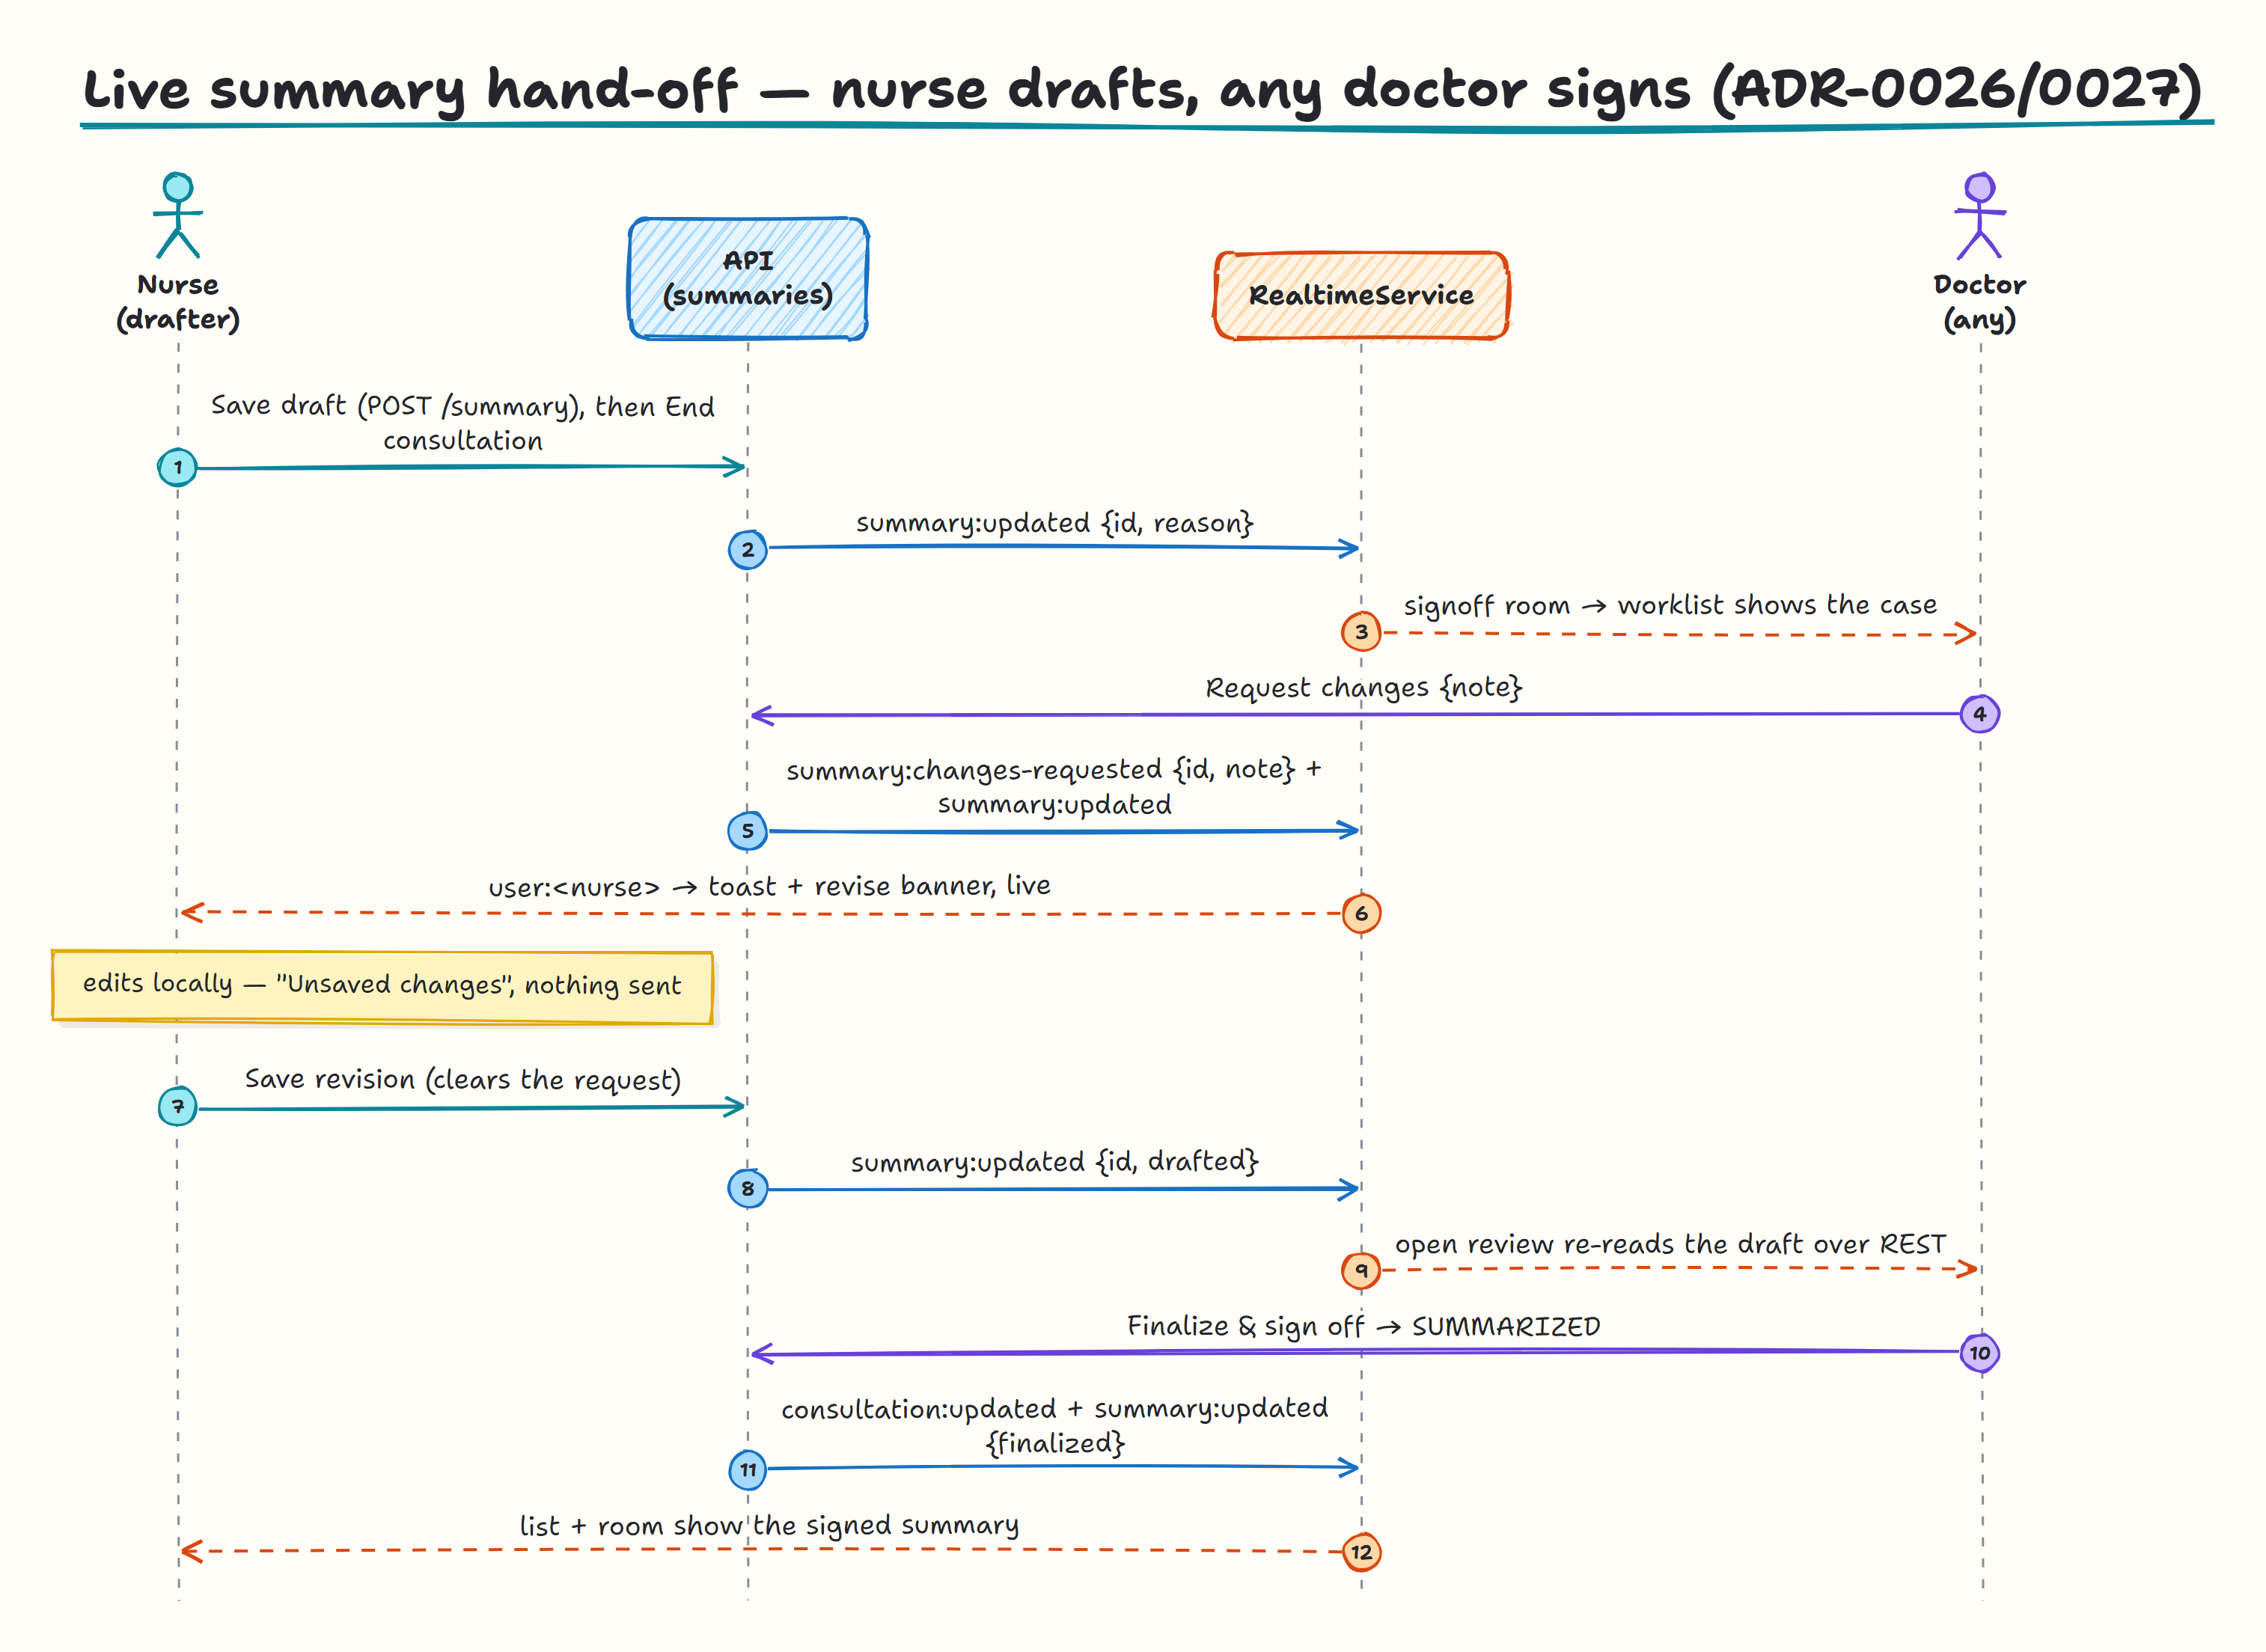 Live summary hand-off — nurse drafts, any doctor signs (ADR-0026/0027)
Nurse
(drafter)
API
(summaries)
RealtimeService
Doctor
(any)
Save draft (POST /summary), then End
consultation
1
summary:updated {id, reason}
2
signoff room → worklist shows the case
3
Request changes {note}
4
summary:changes-requested {id, note} +
summary:updated
5
user:<nurse> → toast + revise banner, live
6
edits locally — "Unsaved changes", nothing sent
Save revision (clears the request)
7
summary:updated {id, drafted}
8
open review re-reads the draft over REST
9
Finalize & sign off → SUMMARIZED
10
consultation:updated + summary:updated
{finalized}
11
list + room show the signed summary
12